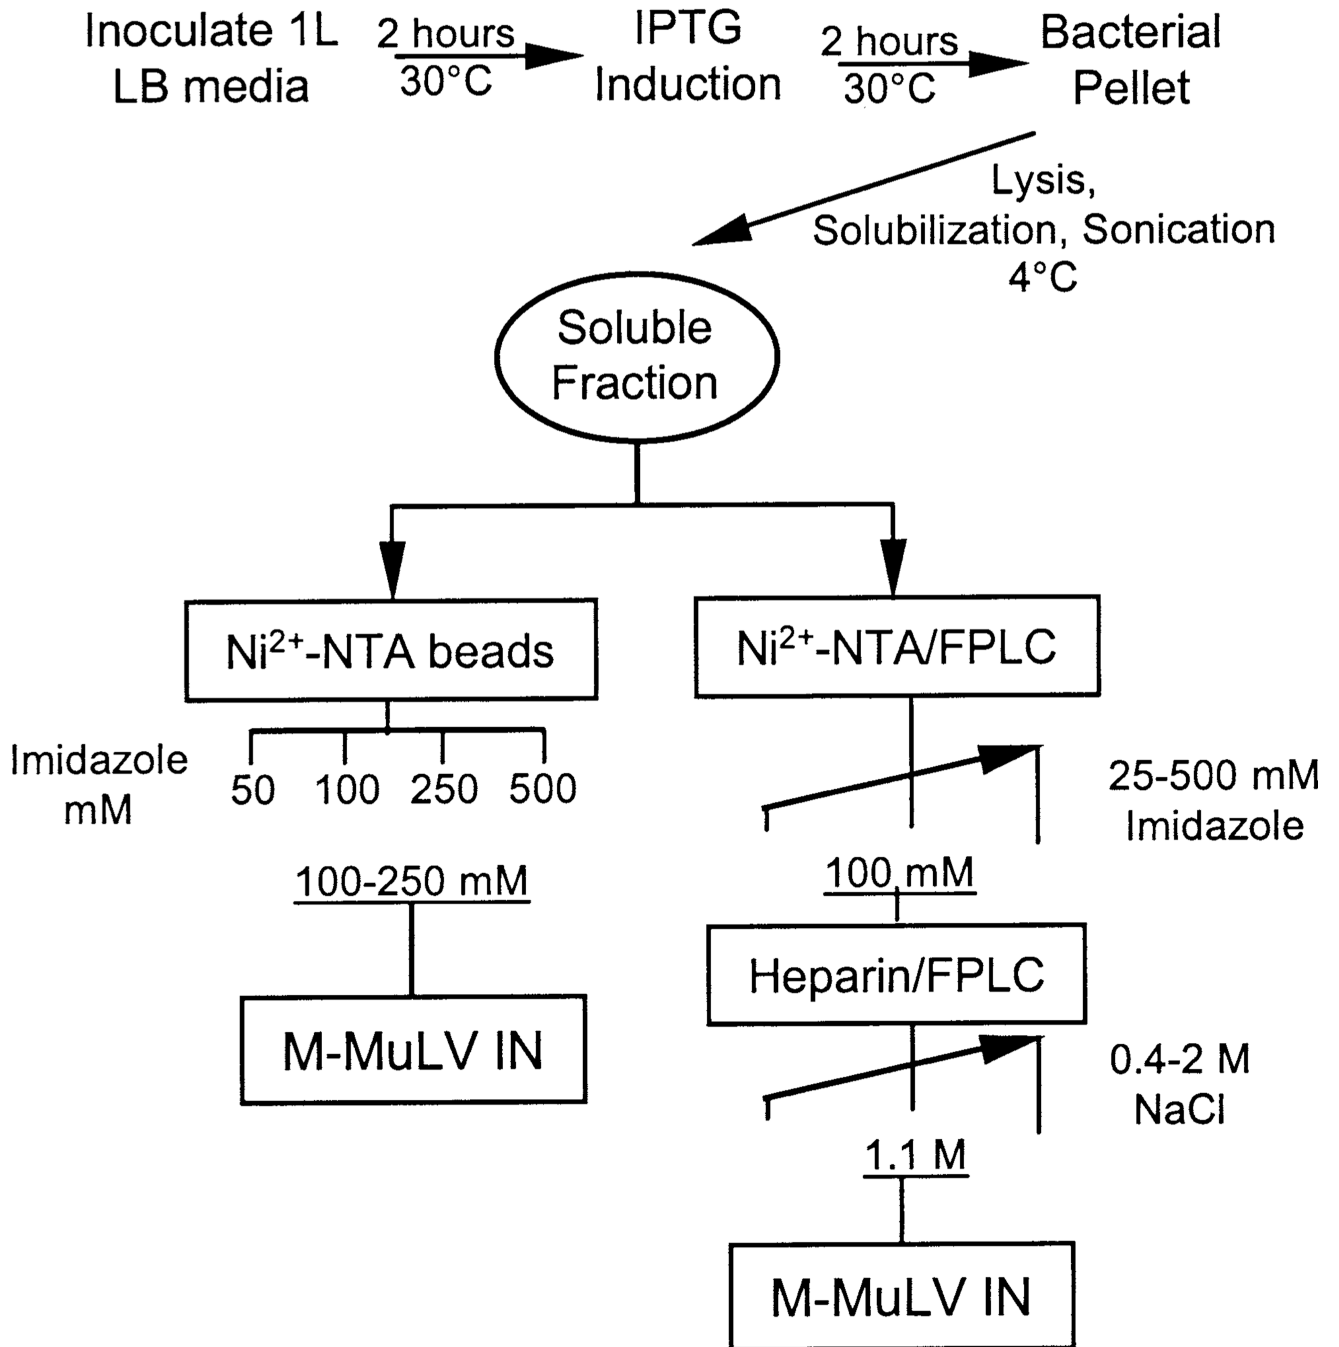 Inoculate 1L
LB media
2 hours
30°C
IPTG
Induction
2 hours
30°C
Bacterial
Pellet
Lysis,
Solubilization, Sonication
4°C
Soluble
Fraction
Ni²⁺-NTA beads
Ni²⁺-NTA/FPLC
Imidazole
mM
50 100 250 500
25-500 mM
Imidazole
100-250 mM
100 mM
Heparin/FPLC
M-MuLV IN
0.4-2 M
NaCl
1.1 M
M-MuLV IN